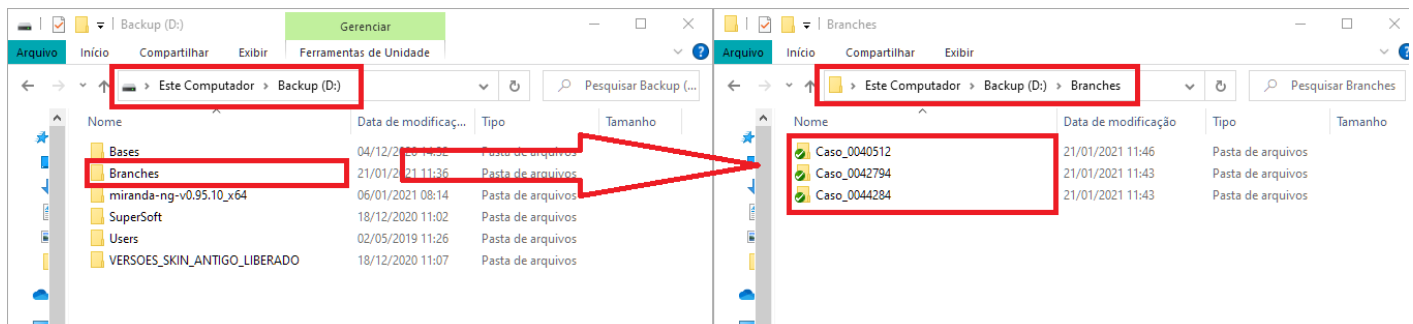 Backup (D:)
Gerenciar
Arquivo Início Compartilhar Exibir Ferramentas de Unidade
Este Computador > Backup (D:)
Pesquisar Backup (...
Nome Data de modificaç... Tipo Tamanho
Bases 04/12/2020 14:52 Pasta de arquivos
Branches 21/01/2021 11:36 Pasta de arquivos
miranda-ng-v0.95.10_x64 06/01/2021 08:14 Pasta de arquivos
SuperSoft 18/12/2020 11:02 Pasta de arquivos
Users 02/05/2019 11:26 Pasta de arquivos
VERSOES_SKIN_ANTIGO_LIBERADO 18/12/2020 11:07 Pasta de arquivos
Branches
Arquivo Início Compartilhar Exibir
Este Computador > Backup (D:) > Branches
Pesquisar Branches
Nome Data de modificação Tipo Tamanho
Caso_0040512 21/01/2021 11:46 Pasta de arquivos
Caso_0042794 21/01/2021 11:43 Pasta de arquivos
Caso_0044284 21/01/2021 11:43 Pasta de arquivos